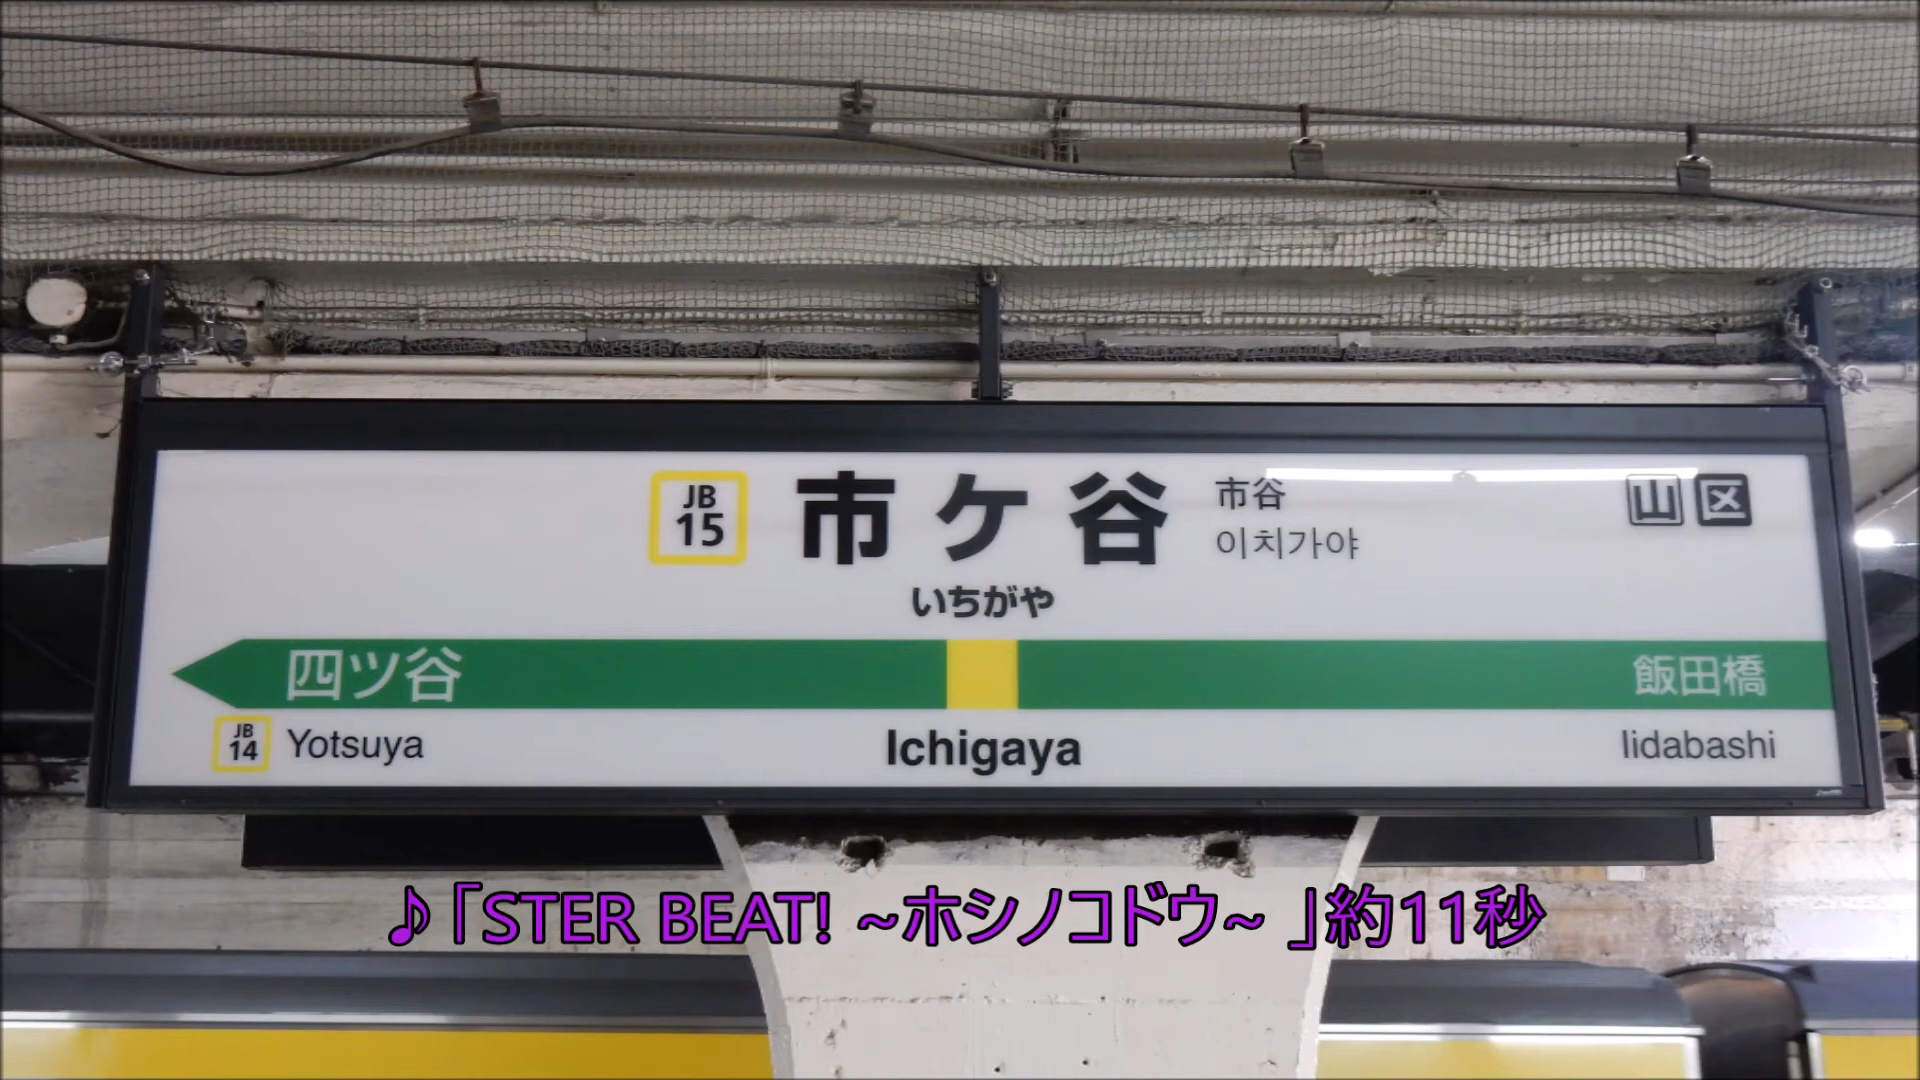 JB
15
市ケ谷
市谷
이치가야
山 区
いちがや
四ツ谷
飯田橋
JB
14
Yotsuya
Ichigaya
Iidabashi
♪「STER BEAT! ~ホシノコドウ~ 」約11秒